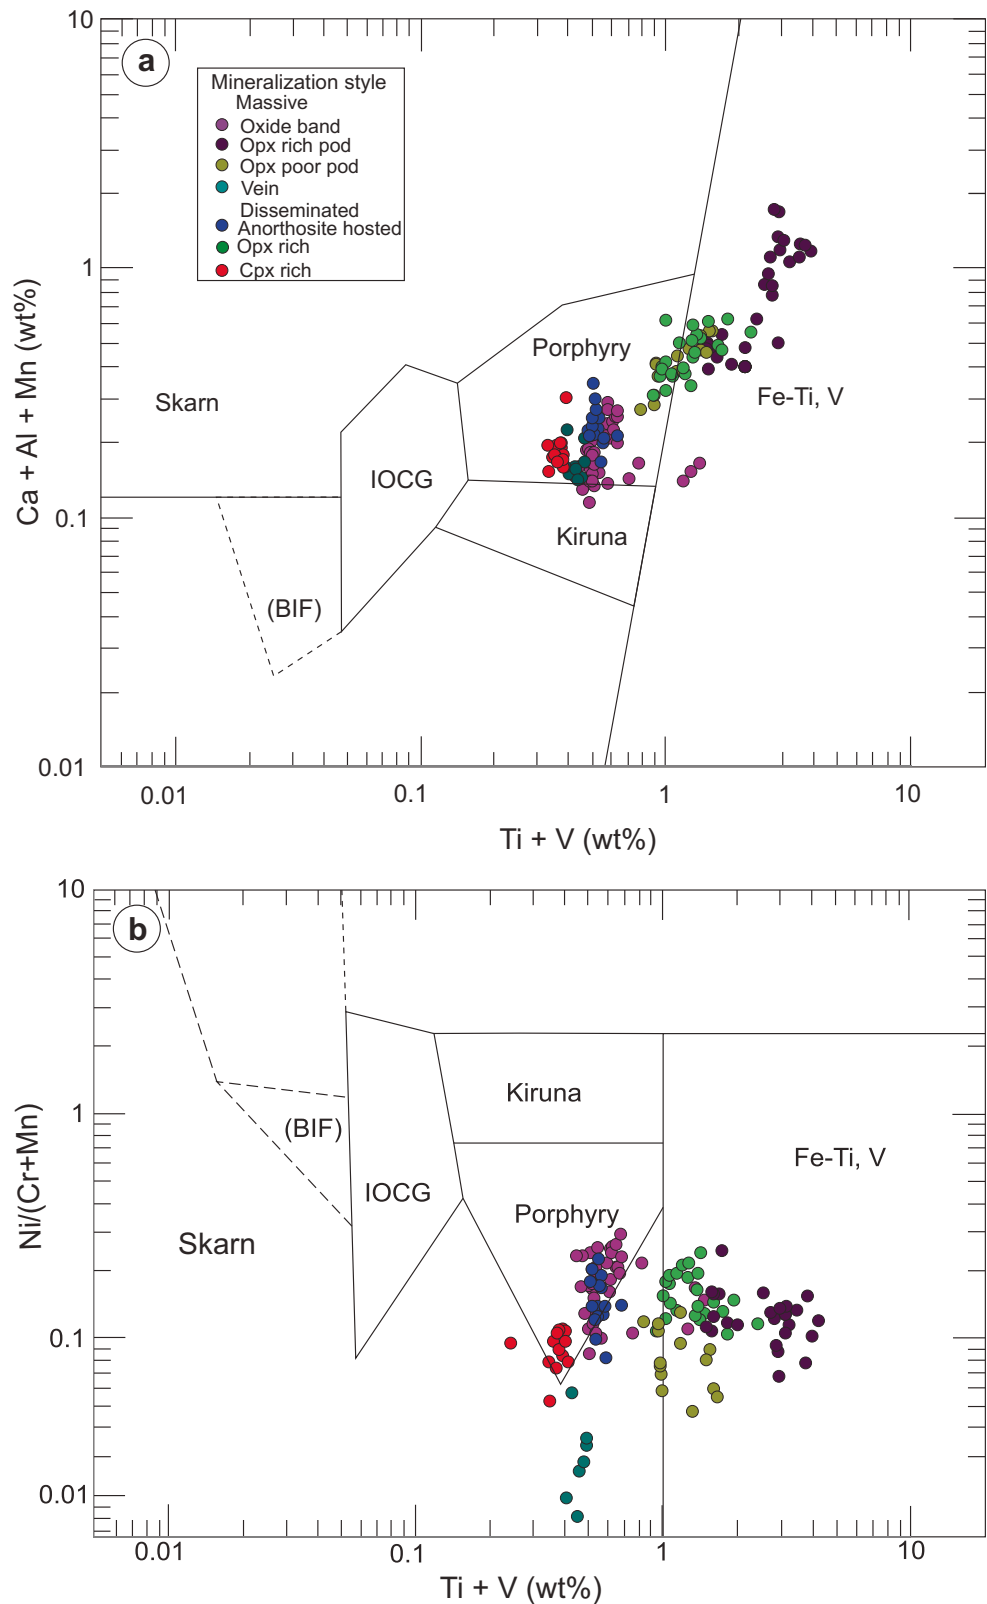 10
a
Mineralization style
Massive
Oxide band
Opx rich pod
Opx poor pod
Vein
Disseminated
Anorthosite hosted
Opx rich
Cpx rich
1
Ca + Al + Mn (wt%)
Porphyry
Skarn
Fe-Ti, V
IOCG
0.1
Kiruna
(BIF)
0.01
0.01 0.1 1 10
Ti + V (wt%)
10
b
Kiruna
1
(BIF)
Fe-Ti, V
Ni/(Cr+Mn)
IOCG
Porphyry
Skarn
0.1
0.01
0.01 0.1 1 10
Ti + V (wt%)